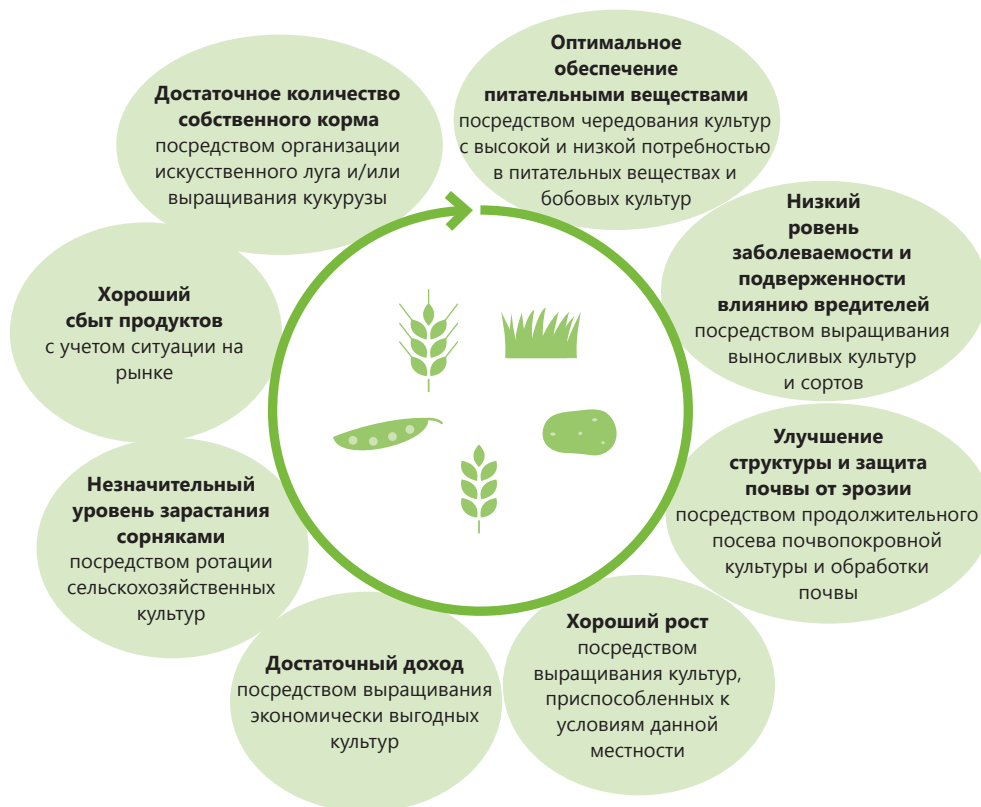 Оптимальное
обеспечение
питательными веществами
посредством чередования культур
с высокой и низкой потребностью
в питательных веществах и
бобовых культур
Низкий
ровень
заболеваемости и
подверженности
влиянию вредителей
посредством выращивания
выносливых культур
и сортов
Улучшение
структуры и защита
почвы от эрозии
посредством продолжительного
посева почвопокровной
культуры и обработки
почвы
Хороший рост
посредством
выращивания культур,
приспособленных к
условиям данной
местности
Достаточный доход
посредством выращивания
экономически выгодных
культур
Незначительный
уровень зарастания
сорняками
посредством ротации
сельскохозяйственных
культур
Хороший
сбыт продуктов
с учетом ситуации на
рынке
Достаточное количество
собственного корма
посредством организации
искусственного луга и/или
выращивания кукурузы